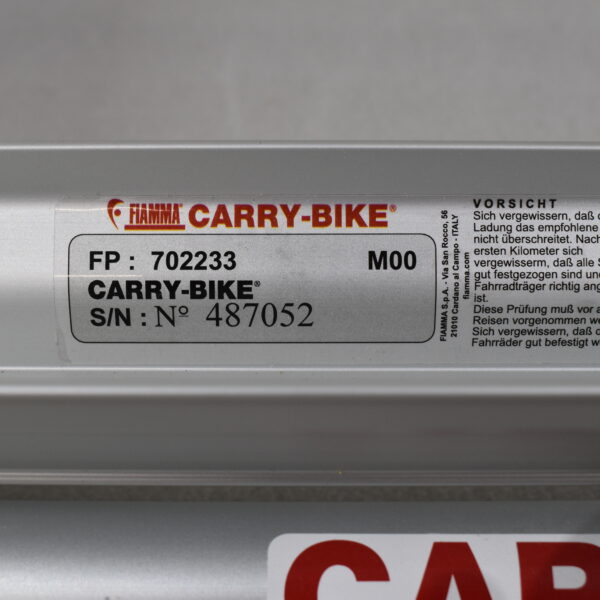 FIAMMA® CARRY-BIKE®
FP : 702233 M00
CARRY-BIKE®
S/N : Nº 487052
FIAMMA S.p.A. - Via San Rocco, 56
21010 Cardano al Campo - ITALY
fiamma.com
VORSICHT
Sich vergewissern, daß
Ladung das empfohlene
nicht überschreitet. Nach
ersten Kilometer sich
vergewissern, daß alle
gut festgezogen sind und
Fahrradträger richtig
ist.
Diese Prüfung muß vor
Reisen vorgenommen
Sich vergewissern, daß
Fahrräder gut befestigt
CAR